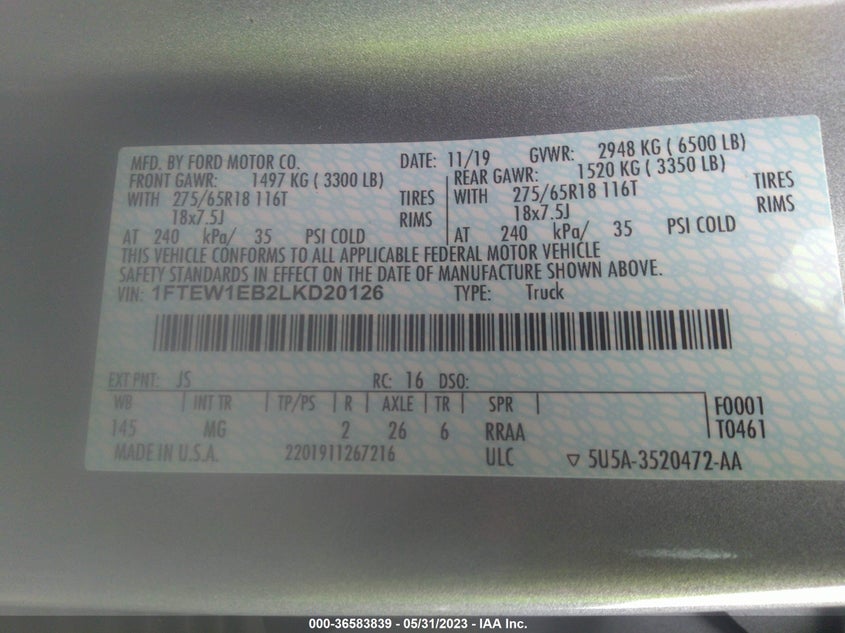 MFD. BY FORD MOTOR CO. DATE: 11/19 GVWR: 2948 KG ( 6500 LB)
FRONT GAWR: 1497 KG ( 3300 LB) REAR GAWR: 1520 KG ( 3350 LB)
WITH 275/65R18 116T TIRES WITH 275/65R18 116T TIRES
18x7.5J RIMS 18x7.5J RIMS
AT 240 kPa/ 35 PSI COLD AT 240 kPa/ 35 PSI COLD
THIS VEHICLE CONFORMS TO ALL APPLICABLE FEDERAL MOTOR VEHICLE
SAFETY STANDARDS IN EFFECT ON THE DATE OF MANUFACTURE SHOWN ABOVE.
VIN: 1FTEW1EB2LKD20126 TYPE: Truck
EXT PNT: JS RC: 16 DSO:
WB INT TR TP/PS R AXLE TR SPR F0001
145 MG 2 26 6 RRAA T0461
MADE IN U.S.A. 2201911267216 ULC ▽ 5U5A-3520472-AA
000-36583839 - 05/31/2023 - IAA Inc.